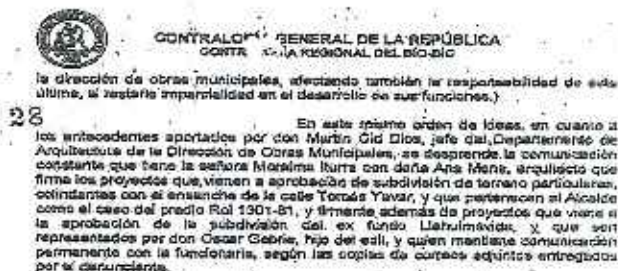 CONTRALORÍA GENERAL DE LA REPÚBLICA
CONTR REGIONAL DEL BÍO-BÍO
la dirección de obras municipales, afectando también la responsabilidad de esta
última, al restarle imparcialidad en el desarrollo de sus funciones.)
28
En este mismo orden de ideas, en cuanto a
los antecedentes aportados por don Martín Cid Dios, jefe del Departamento de
Arquitectura de la Dirección de Obras Municipales, se desprende la comunicación
constante que tiene la señora Iturra con doña Ana Mena, arquitecto que
firma los proyectos que vienen a aprobación de subdivisión de terreno particulares,
colindantes con el ensanche de la calle Tomás Yavar, y que pertenecen al Alcalde
como el caso del predio Rol 1301-81, y firmante además de proyectos que viene a
la aprobación de la subdivisión del ex fundo y que son
representados por don Oscar hijo del edil, y quien mantiene comunicación
permanente con la funcionaria, según las copias de correos adjuntos entregados
por el denunciante.